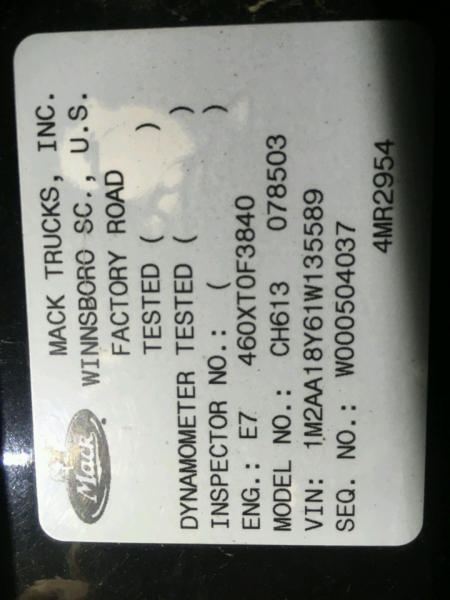 Mack
MACK TRUCKS, INC.
WINNSBORO SC., U.S.
FACTORY ROAD
TESTED ( )
DYNAMOMETER TESTED ( )
INSPECTOR NO.: ( )
ENG.: E7 460XT0F3840
MODEL NO.: CH613 078503
VIN: 1M2AA18Y61W135589
SEQ. NO.: W000504037
4MR2954